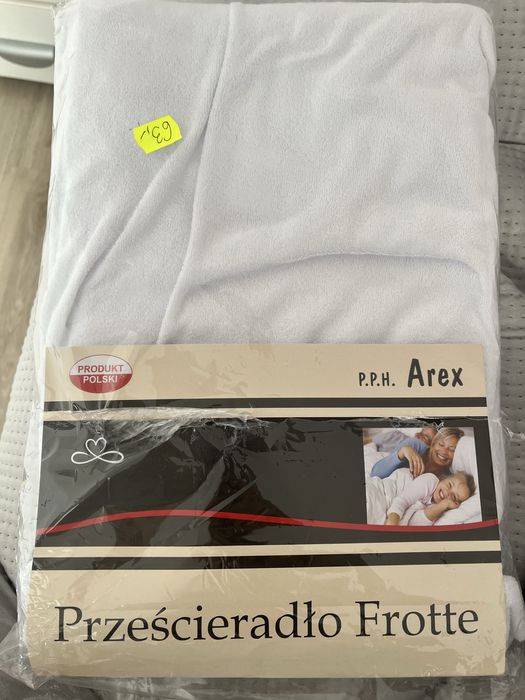 63,-
PRODUKT
POLSKI
P.P.H. Arex
Prześcieradło Frotte